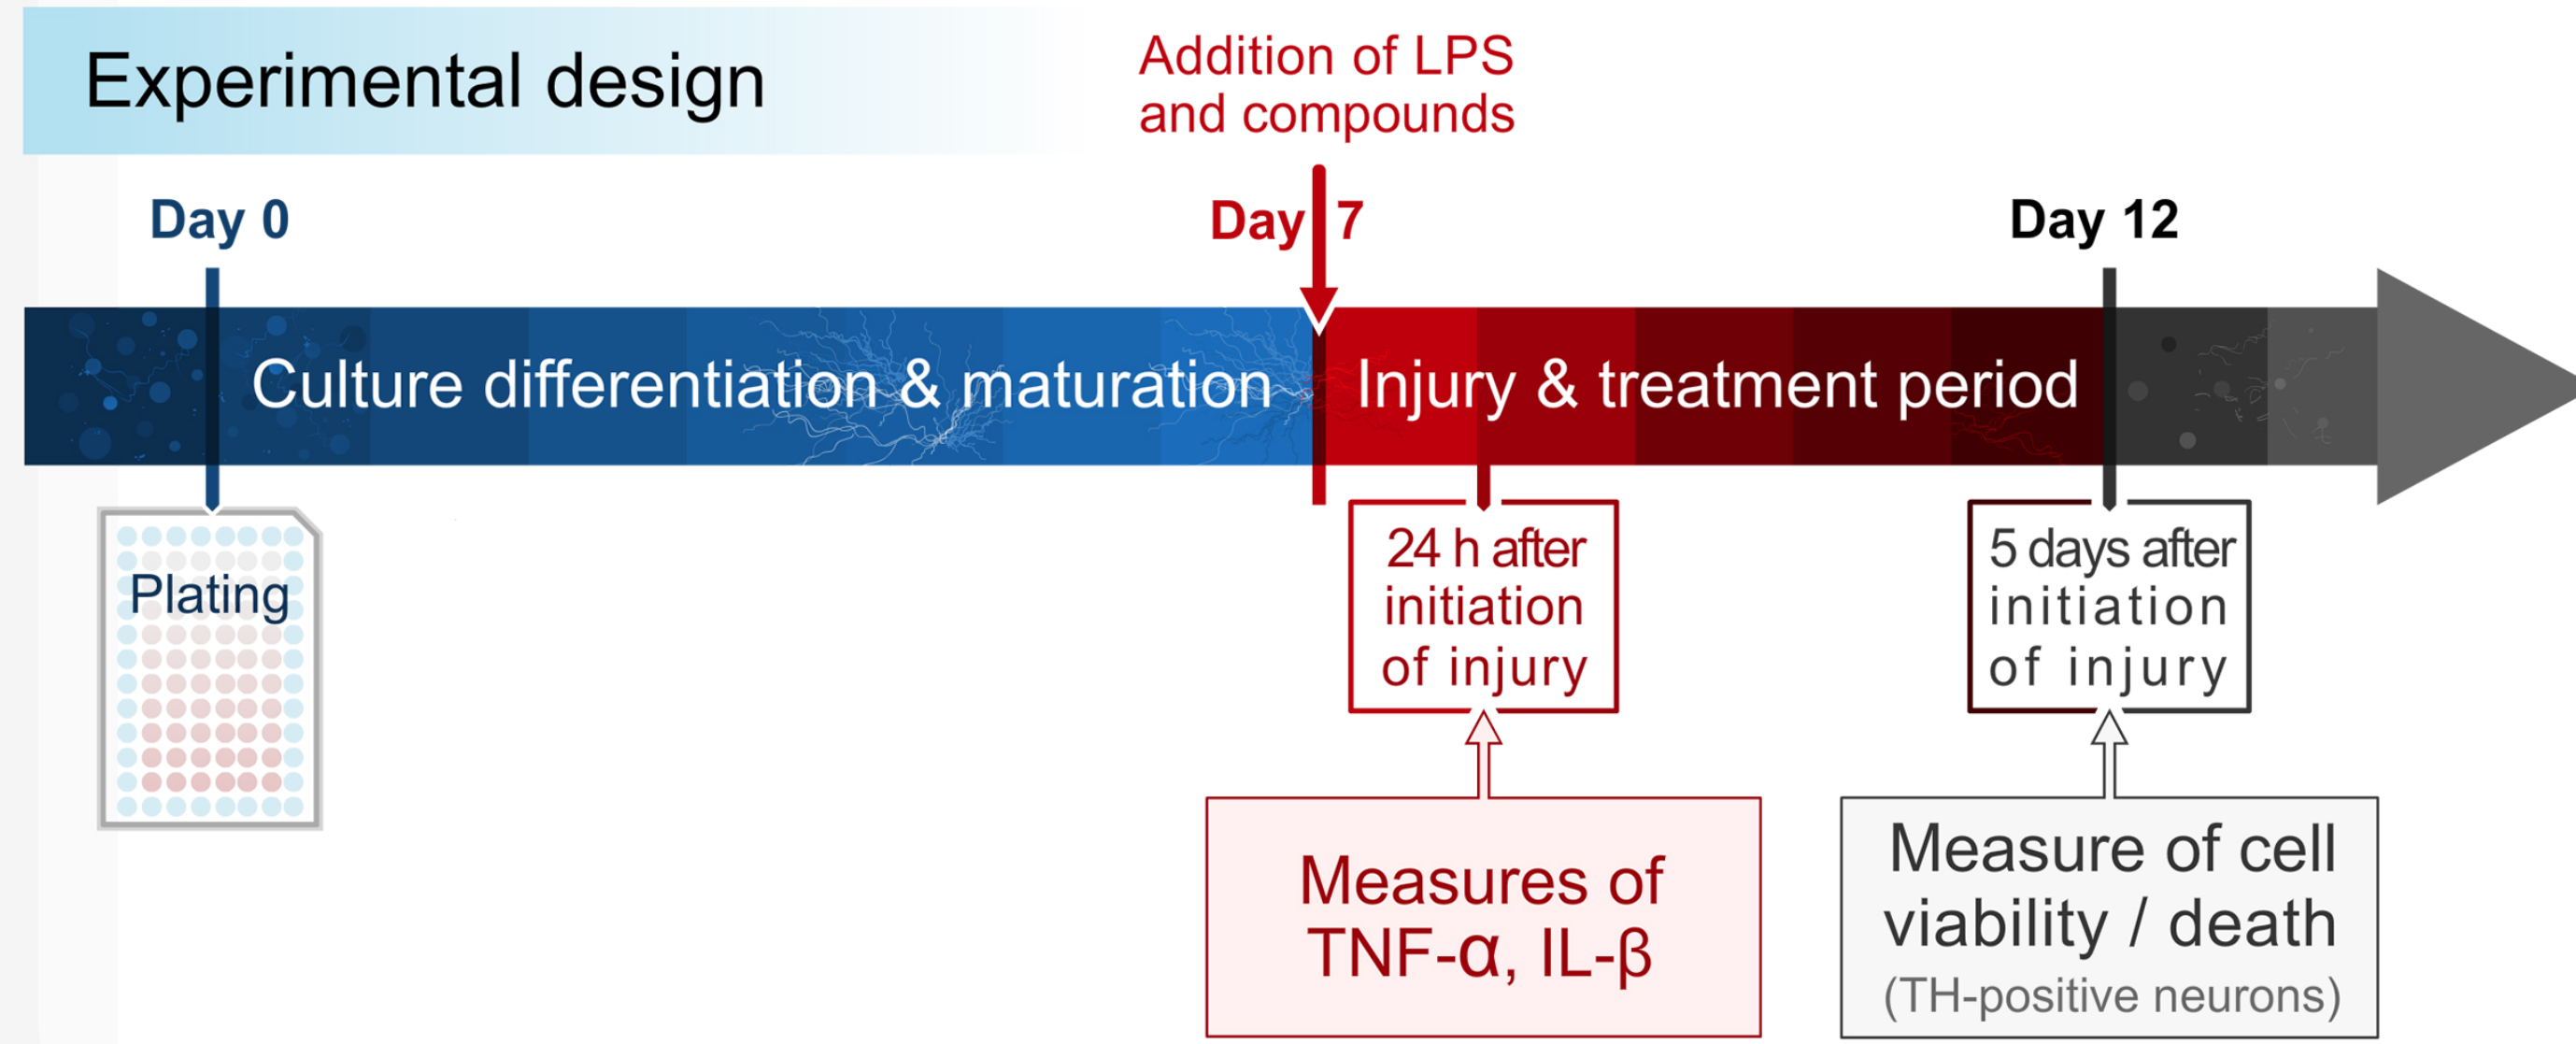 Experimental design
Addition of LPS
and compounds
Day 0
Day 7
Day 12
Culture differentiation & maturation
Injury & treatment period
Plating
24 h after
initiation
of injury
5 days after
initiation
of injury
Measures of
TNF-α, IL-β
Measure of cell
viability / death
(TH-positive neurons)